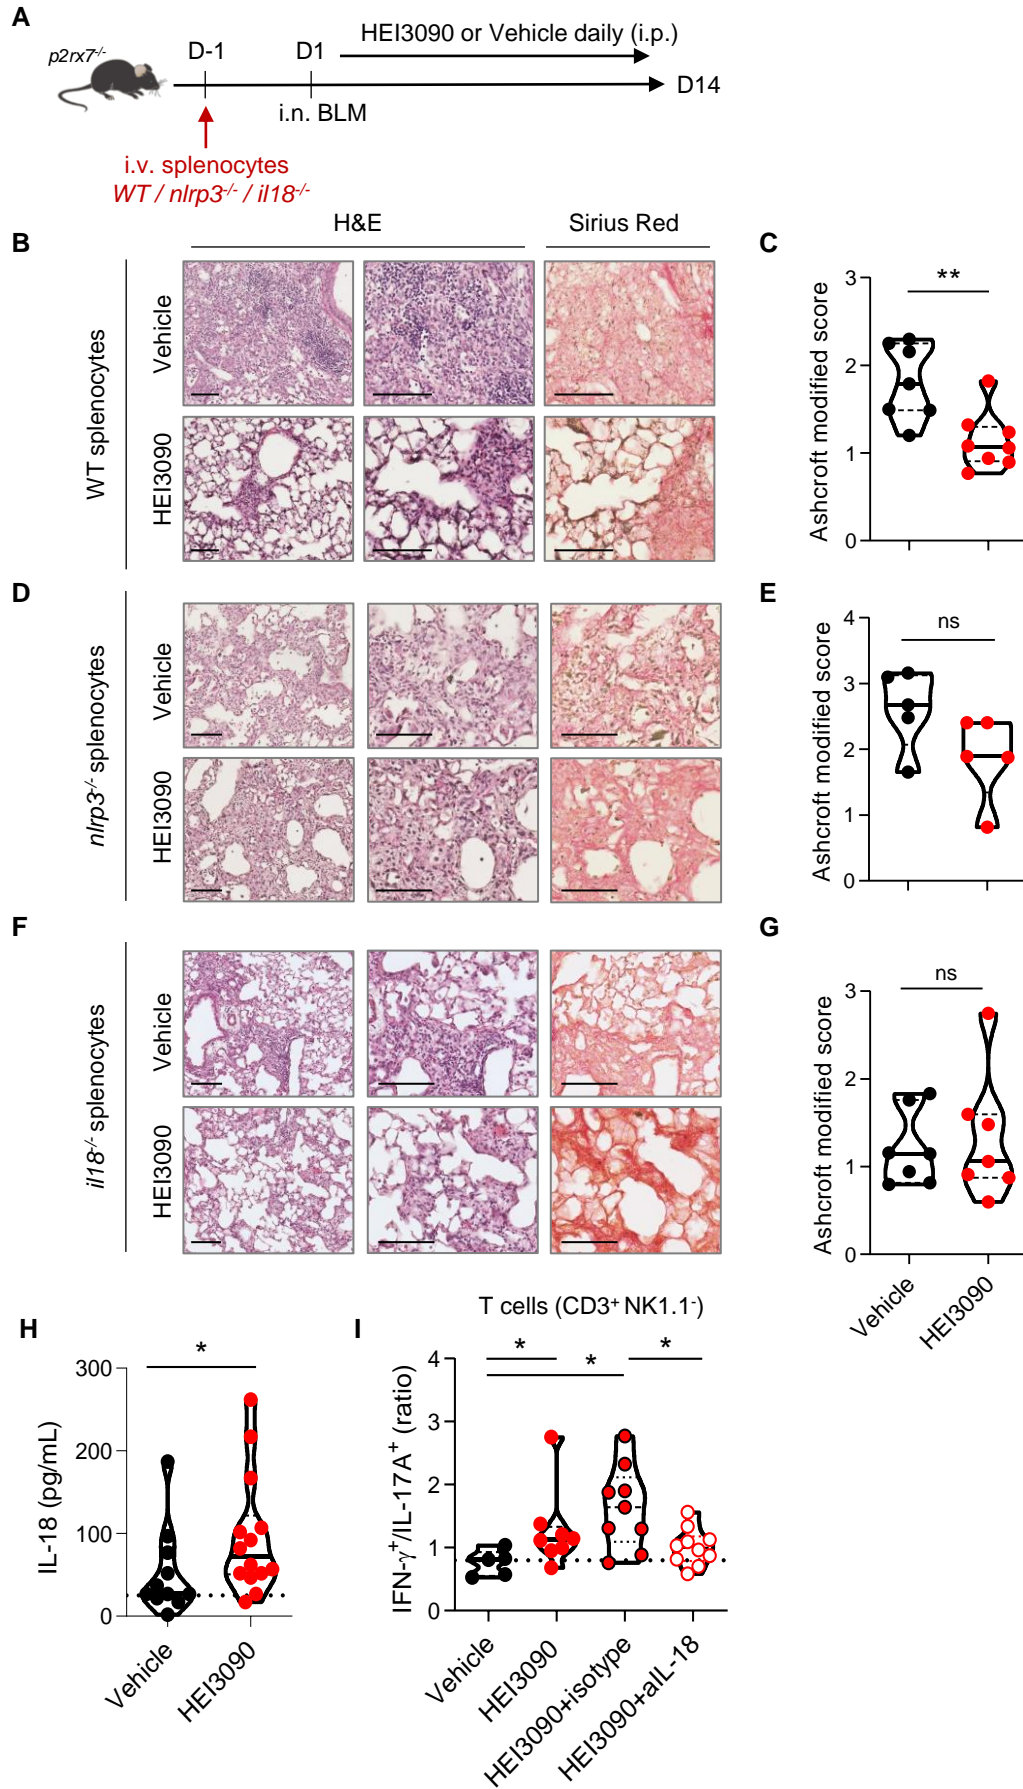 A
p2rx7-/-
D-1
D1
HEI3090 or Vehicle daily (i.p.)
D14
i.n. BLM
i.v. splenocytes
WT / nlrp3-/- / il18-/-
B
H&E
Sirius Red
WT splenocytes
Vehicle
HEI3090
C
Ashcroft modified score
3
2
1
0
**
D
nlrp3-/- splenocytes
Vehicle
HEI3090
E
Ashcroft modified score
4
3
2
1
0
ns
F
il18-/- splenocytes
Vehicle
HEI3090
G
Ashcroft modified score
3
2
1
0
ns
Vehicle
HEI3090
H
IL-18 (pg/mL)
300
200
100
0
*
Vehicle
HEI3090
I
T cells (CD3+ NK1.1-)
IFN-γ+/IL-17A+ (ratio)
4
3
2
1
0
*
*
*
Vehicle
HEI3090
HEI3090+isotype
HEI3090+aIL-18